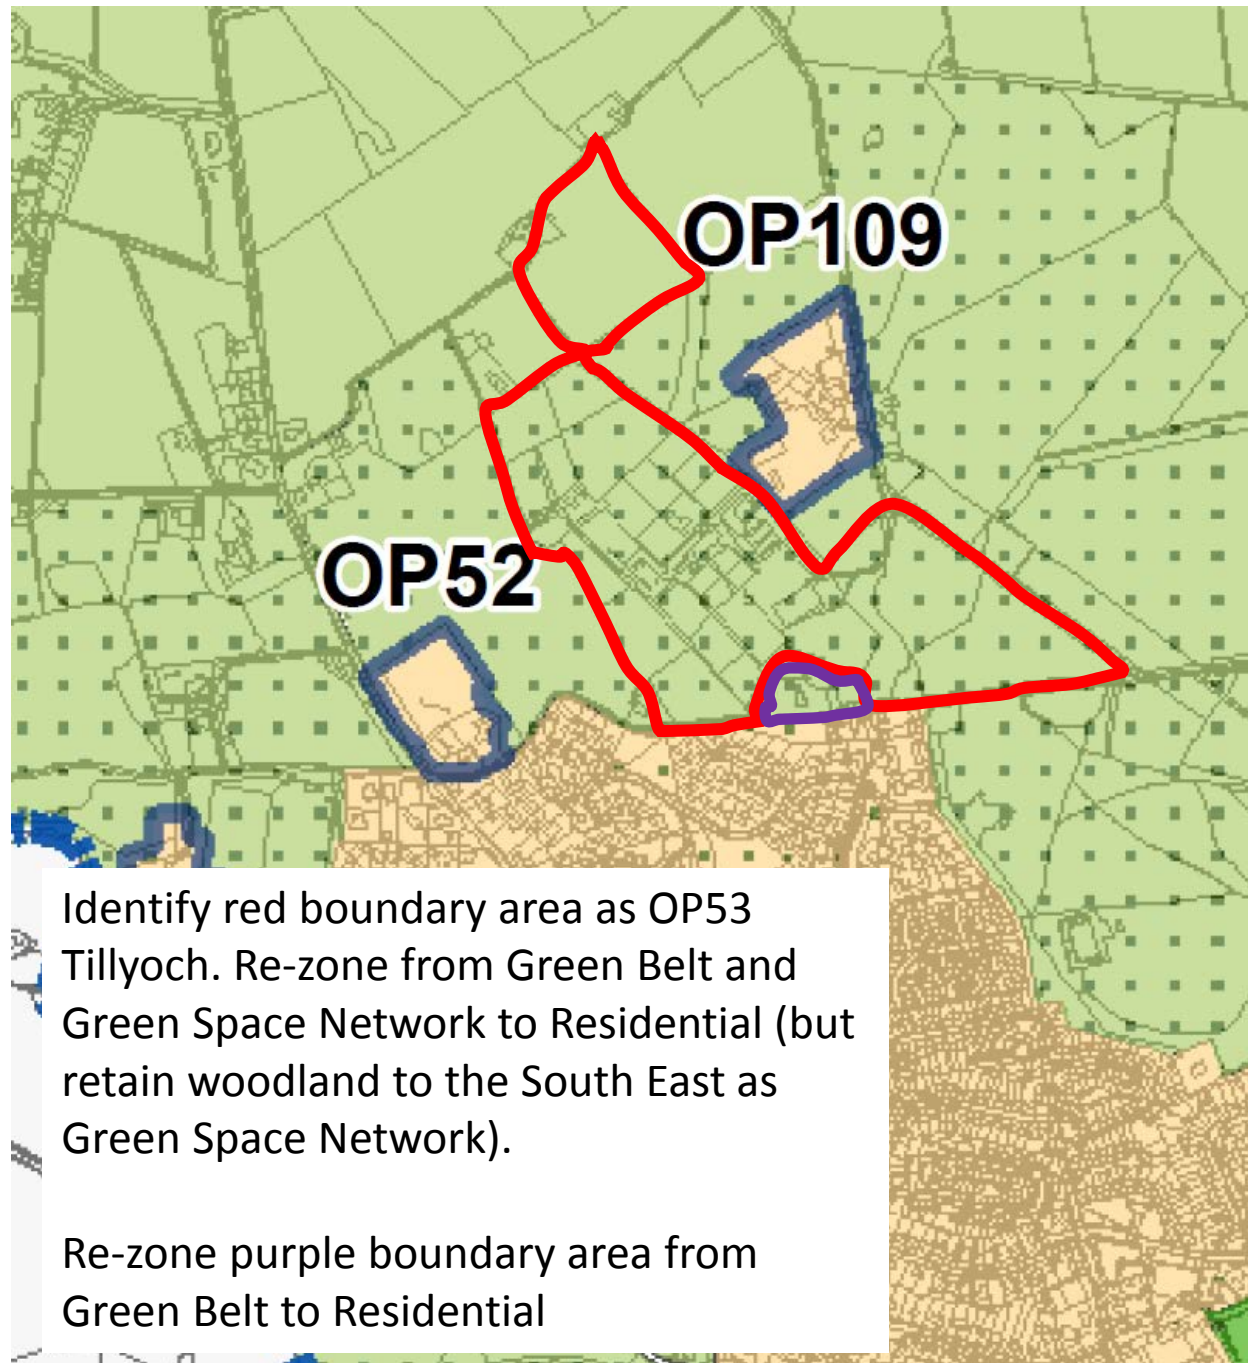 OP109
OP52
Identify red boundary area as OP53
Tillyoch. Re-zone from Green Belt and
Green Space Network to Residential (but
retain woodland to the South East as
Green Space Network).
Re-zone purple boundary area from
Green Belt to Residential